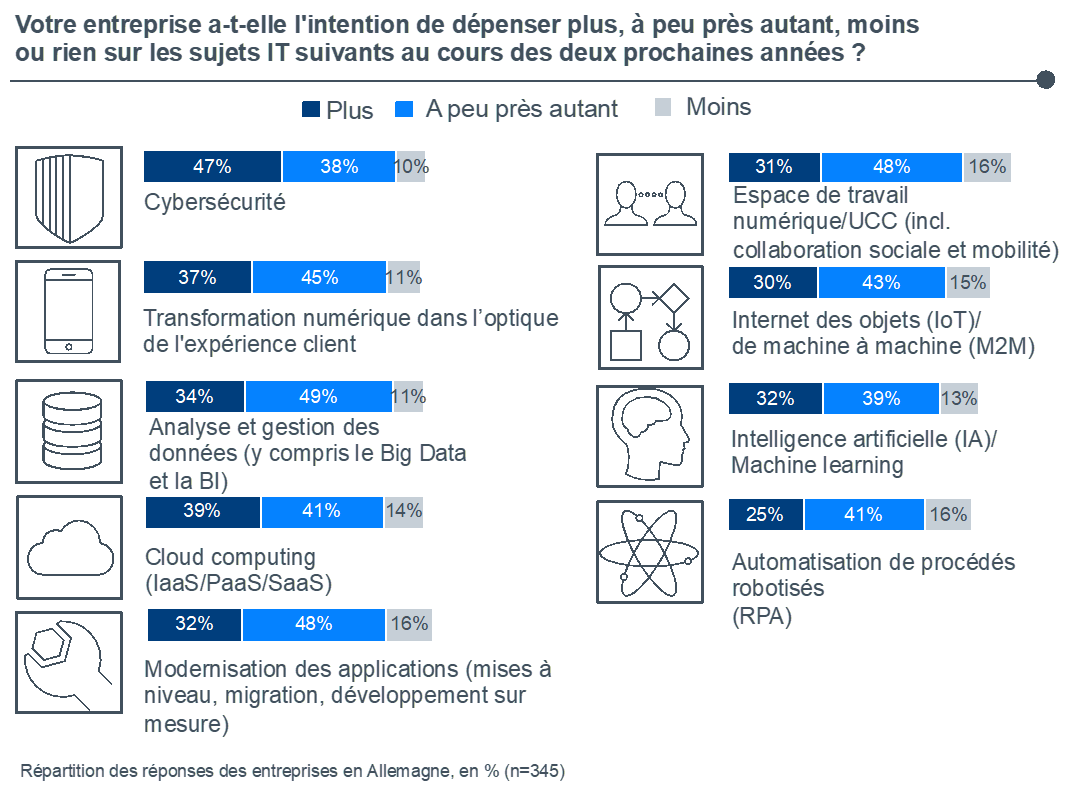 Votre entreprise a-t-elle l'intention de dépenser plus, à peu près autant, moins
ou rien sur les sujets IT suivants au cours des deux prochaines années ?
Plus A peu près autant Moins
47% 38% 10%
Cybersécurité
37% 45% 11%
Transformation numérique dans l’optique
de l'expérience client
34% 49% 11%
Analyse et gestion des
données (y compris le Big Data
et la BI)
39% 41% 14%
Cloud computing
(IaaS/PaaS/SaaS)
32% 48% 16%
Modernisation des applications (mises à
niveau, migration, développement sur
mesure)
31% 48% 16%
Espace de travail
numérique/UCC (incl.
collaboration sociale et mobilité)
30% 43% 15%
Internet des objets (IoT)/
de machine à machine (M2M)
32% 39% 13%
Intelligence artificielle (IA)/
Machine learning
25% 41% 16%
Automatisation de procédés
robotisés
(RPA)
Répartition des réponses des entreprises en Allemagne, en % (n=345)